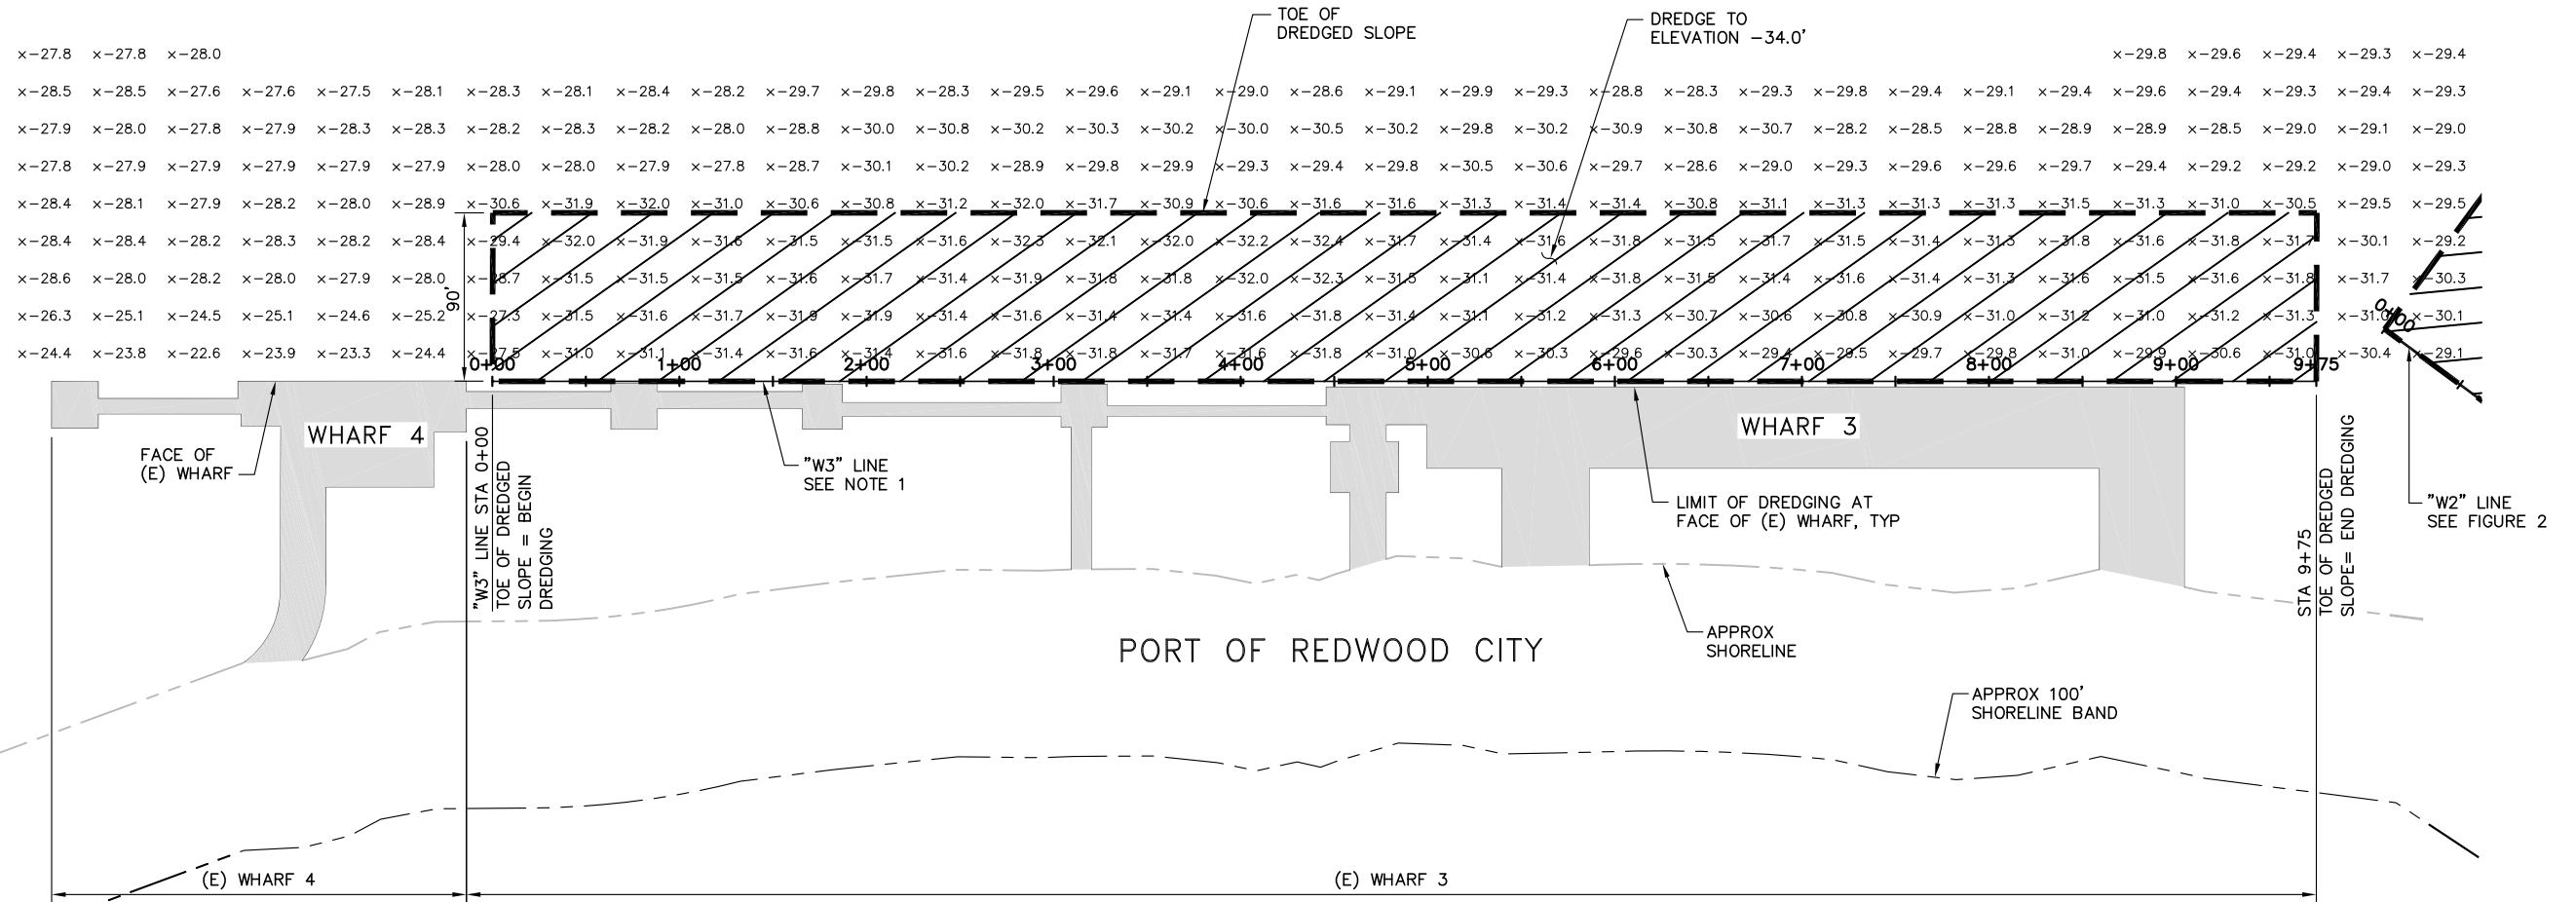 TOE OF
DREDGED SLOPE
DREDGE TO
ELEVATION -34.0'
x-27.8 x-27.8 x-28.0 x-29.8 x-29.6 x-29.4 x-29.3 x-29.4
x-28.5 x-28.5 x-27.6 x-27.6 x-27.5 x-28.1 x-28.3 x-28.1 x-28.4 x-28.2 x-29.7 x-29.8 x-28.3 x-29.5 x-29.6 x-29.1 x-29.0 x-28.6 x-29.1 x-29.9 x-29.3 x-28.8 x-28.3 x-29.3 x-29.8 x-29.4 x-29.1 x-29.4 x-29.6 x-29.4 x-29.3 x-29.4 x-29.3
x-27.9 x-28.0 x-27.8 x-27.9 x-28.3 x-28.3 x-28.2 x-28.3 x-28.2 x-28.0 x-28.8 x-30.0 x-30.8 x-30.2 x-30.3 x-30.2 x-30.0 x-30.5 x-30.2 x-29.8 x-30.2 x-30.9 x-30.8 x-30.7 x-28.2 x-28.5 x-28.8 x-28.9 x-28.9 x-28.5 x-29.0 x-29.1 x-29.0
x-27.8 x-27.9 x-27.9 x-27.9 x-27.9 x-27.9 x-28.0 x-28.0 x-27.9 x-27.8 x-28.7 x-30.1 x-30.2 x-28.9 x-29.8 x-29.9 x-29.3 x-29.4 x-29.8 x-30.5 x-30.6 x-29.7 x-28.6 x-29.0 x-29.3 x-29.6 x-29.6 x-29.7 x-29.4 x-29.2 x-29.2 x-29.0 x-29.3
x-28.4 x-28.1 x-27.9 x-28.2 x-28.0 x-28.9 x-30.6 x-31.9 x-32.0 x-31.0 x-30.6 x-30.8 x-31.2 x-32.0 x-31.7 x-30.9 x-30.6 x-31.6 x-31.6 x-31.3 x-31.4 x-31.4 x-30.8 x-31.1 x-31.3 x-31.3 x-31.3 x-31.5 x-31.3 x-31.0 x-30.5 x-29.5 x-29.5
x-28.4 x-28.4 x-28.2 x-28.3 x-28.2 x-28.4 x-29.4 x-32.0 x-31.9 x-31.6 x-31.5 x-31.5 x-31.6 x-32.3 x-32.1 x-32.0 x-32.2 x-32.4 x-31.7 x-31.4 x-31.6 x-31.8 x-31.5 x-31.7 x-31.5 x-31.4 x-31.3 x-31.8 x-31.6 x-31.8 x-31.7 x-30.1 x-29.2
x-28.6 x-28.0 x-28.2 x-28.0 x-27.9 x-28.0 x-28.7 x-31.5 x-31.5 x-31.5 x-31.6 x-31.7 x-31.4 x-31.9 x-31.8 x-31.8 x-32.0 x-32.3 x-31.5 x-31.1 x-31.4 x-31.8 x-31.5 x-31.4 x-31.6 x-31.4 x-31.3 x-31.6 x-31.5 x-31.6 x-31.8 x-31.7 x-30.3
90'
x-26.3 x-25.1 x-24.5 x-25.1 x-24.6 x-25.2 x-27.3 x-31.5 x-31.6 x-31.7 x-31.9 x-31.9 x-31.4 x-31.6 x-31.4 x-31.4 x-31.6 x-31.8 x-31.4 x-31.1 x-31.2 x-31.3 x-30.7 x-30.6 x-30.8 x-30.9 x-31.0 x-31.2 x-31.0 x-31.2 x-31.3 x-31.0 x-30.1
0+00
x-24.4 x-23.8 x-22.6 x-23.9 x-23.3 x-24.4 x-27.5 x-31.0 x-31.1 x-31.4 x-31.6 x-31.4 x-31.6 x-31.8 x-31.8 x-31.7 x-31.6 x-31.8 x-31.0 x-30.6 x-30.3 x-29.6 x-30.3 x-29.4 x-29.5 x-29.7 x-29.8 x-31.0 x-29.9 x-30.6 x-31.0 x-30.4 x-29.1
0+00 1+00 2+00 3+00 4+00 5+00 6+00 7+00 8+00 9+00 9+75
WHARF 4
WHARF 3
FACE OF
(E) WHARF
"W3" LINE STA 0+00
TOE OF DREDGED
SLOPE = BEGIN
DREDGING
"W3" LINE
SEE NOTE 1
LIMIT OF DREDGING AT
FACE OF (E) WHARF, TYP
STA 9+75
TOE OF DREDGED
SLOPE= END DREDGING
"W2" LINE
SEE FIGURE 2
PORT OF REDWOOD CITY
APPROX
SHORELINE
APPROX 100'
SHORELINE BAND
(E) WHARF 4
(E) WHARF 3